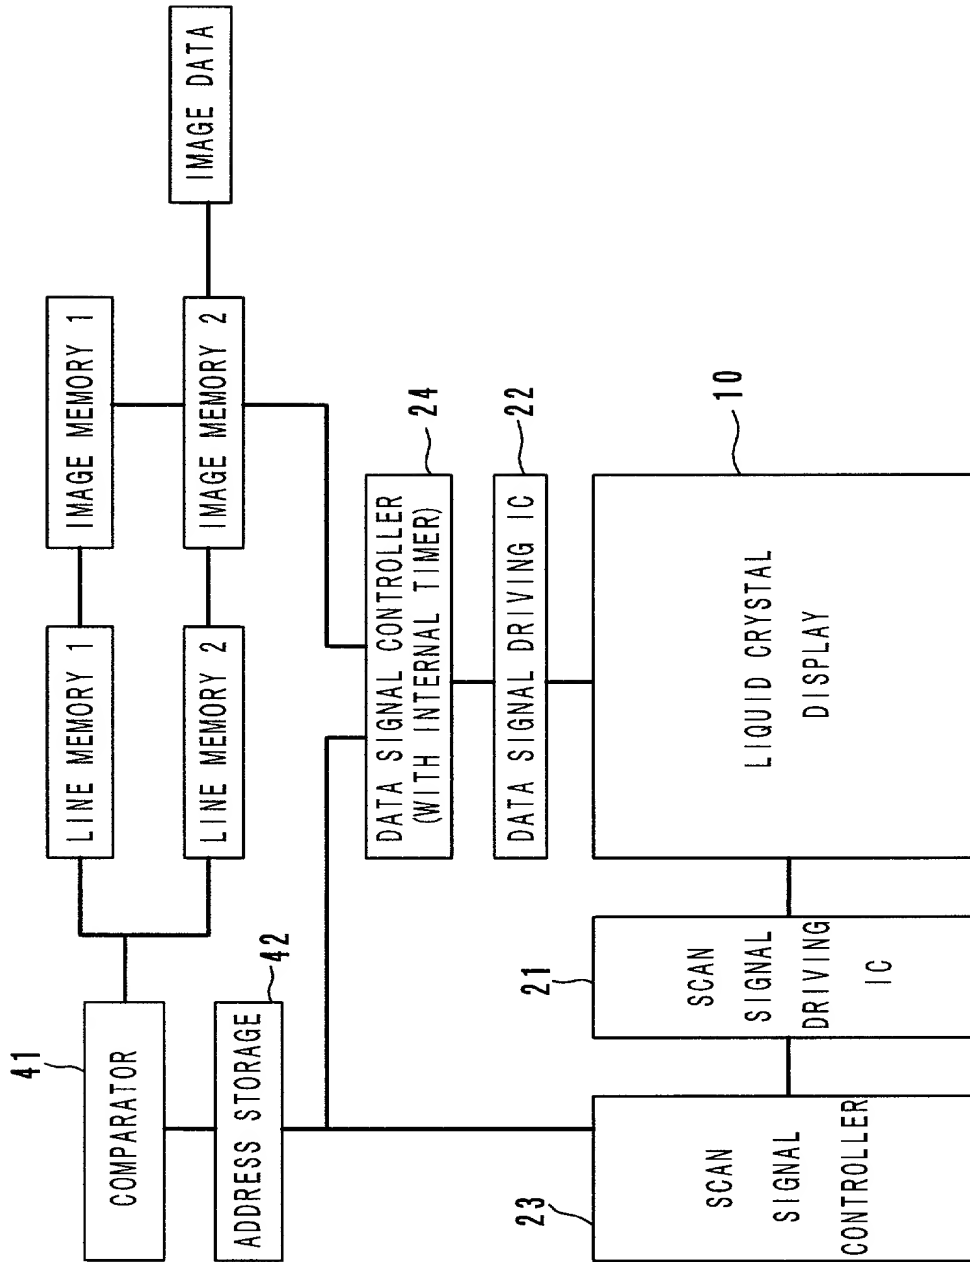 41
COMPARATOR
LINE MEMORY 1
IMAGE MEMORY 1
LINE MEMORY 2
IMAGE MEMORY 2
IMAGE DATA
ADDRESS STORAGE
42
DATA SIGNAL CONTROLLER
(WITH INTERNAL TIMER)
24
DATA SIGNAL DRIVING IC
22
23
SCAN
SIGNAL
CONTROLLER
21
SCAN
SIGNAL
DRIVING
IC
LIQUID CRYSTAL
DISPLAY
10